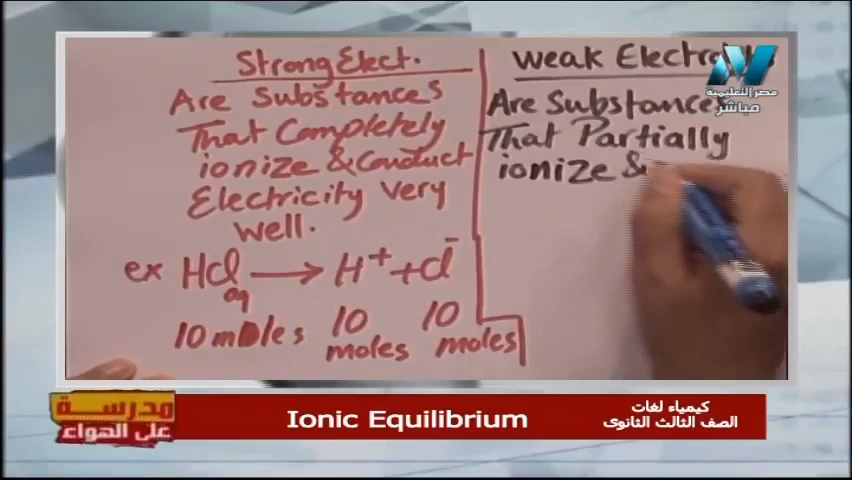 Strong Elect.
Are Substances
That Completely
ionize & Conduct
Electricity very
well.
ex HCl aq → H⁺ + Cl⁻
10 moles 10 moles 10 moles
Weak
Are Substances
That Partially
ionize &
مصر التعليمية
مباشر
مدرسة
على الهواء
Ionic Equilibrium
كيمياء لغات
الصف الثالث الثانوى